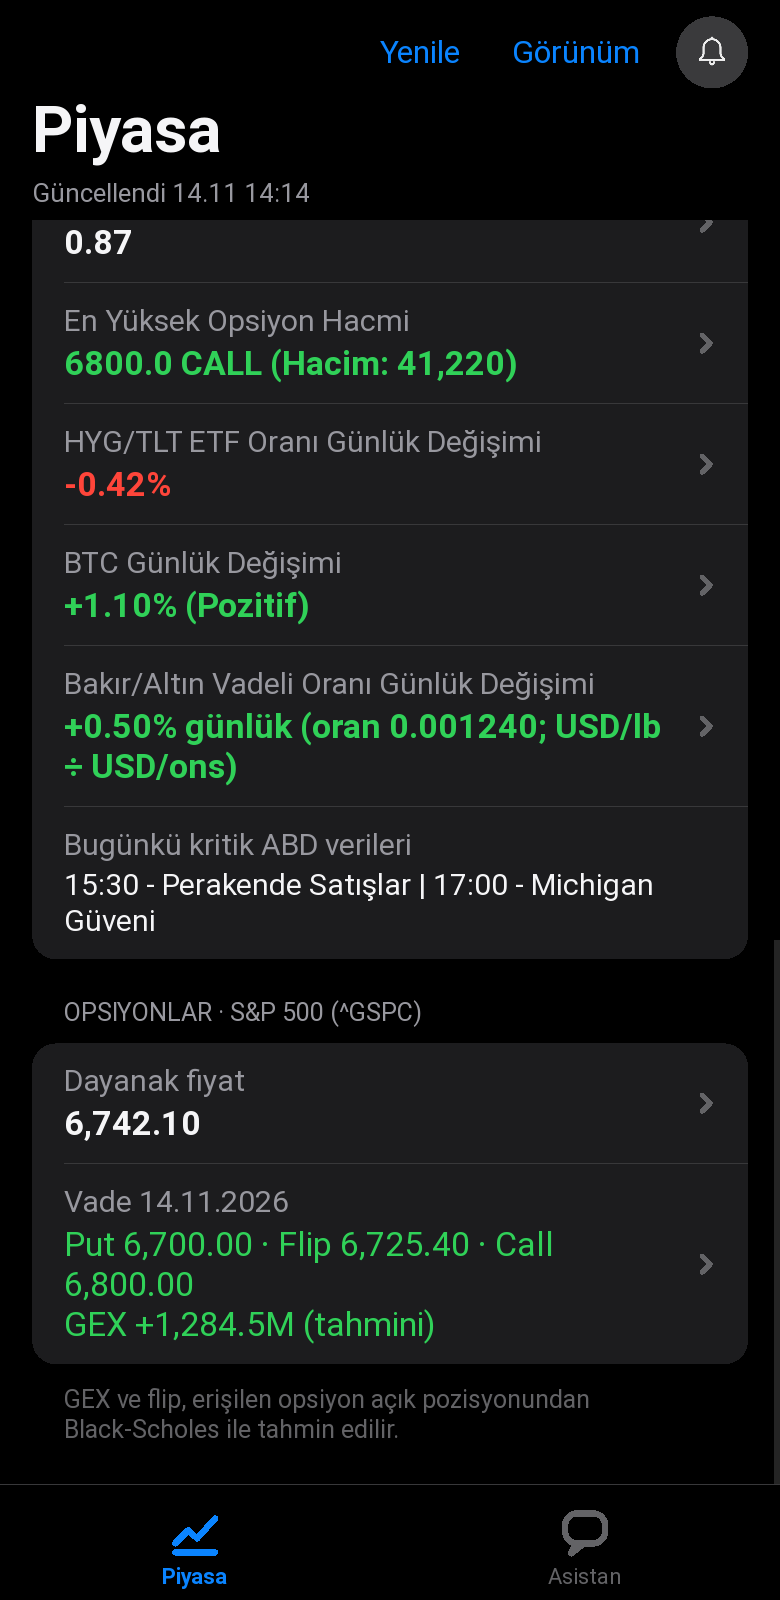 Yenile
Görünüm
Piyasa
Güncellendi 14.11 14:14
0.87
En Yüksek Opsiyon Hacmi
6800.0 CALL (Hacim: 41,220)
HYG/TLT ETF Oranı Günlük Değişimi
-0.42%
BTC Günlük Değişimi
+1.10% (Pozitif)
Bakır/Altın Vadeli Oranı Günlük Değişimi
+0.50% günlük (oran 0.001240; USD/lb
÷ USD/ons)
Bugünkü kritik ABD verileri
15:30 - Perakende Satışlar | 17:00 - Michigan
Güveni
OPSIYONLAR · S&P 500 (^GSPC)
Dayanak fiyat
6,742.10
Vade 14.11.2026
Put 6,700.00 · Flip 6,725.40 · Call
6,800.00
GEX +1,284.5M (tahmini)
GEX ve flip, erişilen opsiyon açık pozisyonundan
Black-Scholes ile tahmin edilir.
Piyasa
Asistan